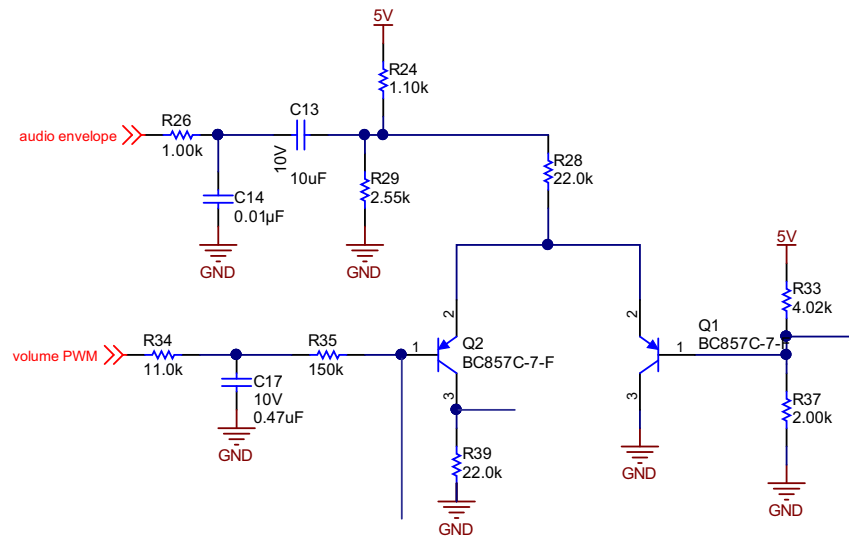 5V
R24
1.10k
R26
1.00k
C13
10V
10uF
audio envelope
R29
2.55k
C14
0.01µF
R28
22.0k
GND
GND
5V
R33
4.02k
R34
11.0k
R35
150k
2
2
Q2
BC857C-7-F
Q1
BC857C-7-F
volume PWM
1
1
C17
10V
0.47uF
3
3
R37
2.00k
GND
R39
22.0k
GND
GND
GND